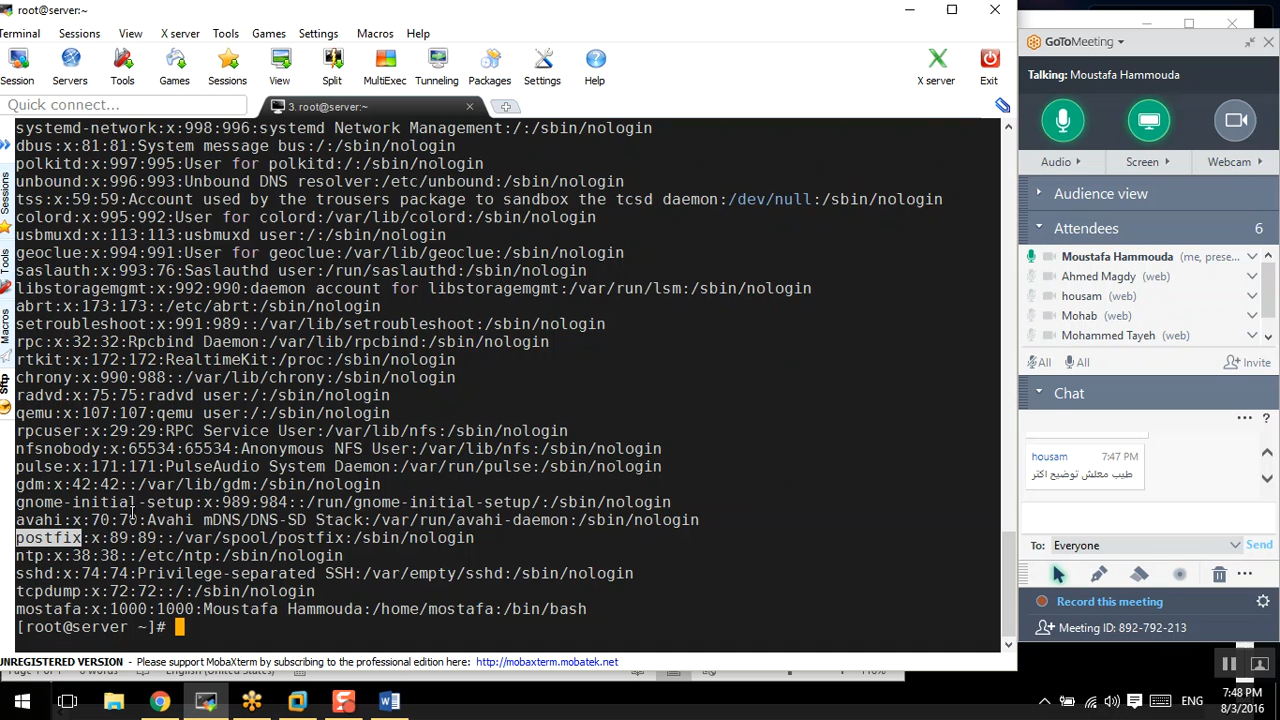 root@server:~
Terminal Sessions View X server Tools Games Settings Macros Help
Session Servers Tools Games Sessions View Split MultiExec Tunneling Packages Settings Help X server Exit
Quick connect...
3. root@server:~
systemd-network:x:998:996:systemd Network Management:/:/sbin/nologin
dbus:x:81:81:System message bus:/:/sbin/nologin
polkitd:x:997:995:User for polkitd:/:/sbin/nologin
unbound:x:996:993:Unbound DNS resolver:/etc/unbound:/sbin/nologin
tss:x:59:59:Account used by the trousers package to sandbox the tcsd daemon:/dev/null:/sbin/nologin
colord:x:995:992:User for colord:/var/lib/colord:/sbin/nologin
usbmuxd:x:113:113:usbmuxd user:/:/sbin/nologin
geoclue:x:994:991:User for geoclue:/var/lib/geoclue:/sbin/nologin
saslauth:x:993:76:Saslauthd user:/run/saslauthd:/sbin/nologin
libstoragemgmt:x:992:990:daemon account for libstoragemgmt:/var/run/lsm:/sbin/nologin
abrt:x:173:173::/etc/abrt:/sbin/nologin
setroubleshoot:x:991:989::/var/lib/setroubleshoot:/sbin/nologin
rpc:x:32:32:Rpcbind Daemon:/var/lib/rpcbind:/sbin/nologin
rtkit:x:172:172:RealtimeKit:/proc:/sbin/nologin
chrony:x:990:988::/var/lib/chrony:/sbin/nologin
radvd:x:75:75:radvd user:/:/sbin/nologin
qemu:x:107:107:qemu user:/:/sbin/nologin
rpcuser:x:29:29:RPC Service User:/var/lib/nfs:/sbin/nologin
nfsnobody:x:65534:65534:Anonymous NFS User:/var/lib/nfs:/sbin/nologin
pulse:x:171:171:PulseAudio System Daemon:/var/run/pulse:/sbin/nologin
gdm:x:42:42::/var/lib/gdm:/sbin/nologin
gnome-initial-setup:x:989:984::/run/gnome-initial-setup/:/sbin/nologin
avahi:x:70:70:Avahi mDNS/DNS-SD Stack:/var/run/avahi-daemon:/sbin/nologin
postfix:x:89:89::/var/spool/postfix:/sbin/nologin
ntp:x:38:38::/etc/ntp:/sbin/nologin
sshd:x:74:74:Privilege-separated SSH:/var/empty/sshd:/sbin/nologin
tcpdump:x:72:72::/:/sbin/nologin
mostafa:x:1000:1000:Moustafa Hammouda:/home/mostafa:/bin/bash
[root@server ~]#
UNREGISTERED VERSION - Please support MobaXterm by subscribing to the professional edition here: http://mobaxterm.mobatek.net
Sessions
Tools
Macros
Sftp
GoToMeeting
Talking: Moustafa Hammouda
Audio Screen Webcam
Audience view
Attendees 6
Moustafa Hammouda (me, prese...
Ahmed Magdy (web)
housam (web)
Mohab (web)
Mohammed Tayeh (web)
All All Invite
Chat
housam 7:47 PM
طيب معلش توضيح اكثر
To: Everyone Send
Record this meeting
Meeting ID: 892-792-213
ENG
7:48 PM
8/3/2016